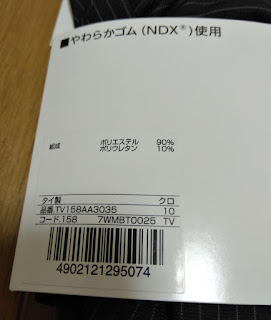 ■やわらかゴム(NDX®)使用
組成 ポリエステル 90%
ポリウレタン 10%
タイ製 クロ
品番.TV158AA3035 10
コード.158 7WMBT0025 TV
4902121295074